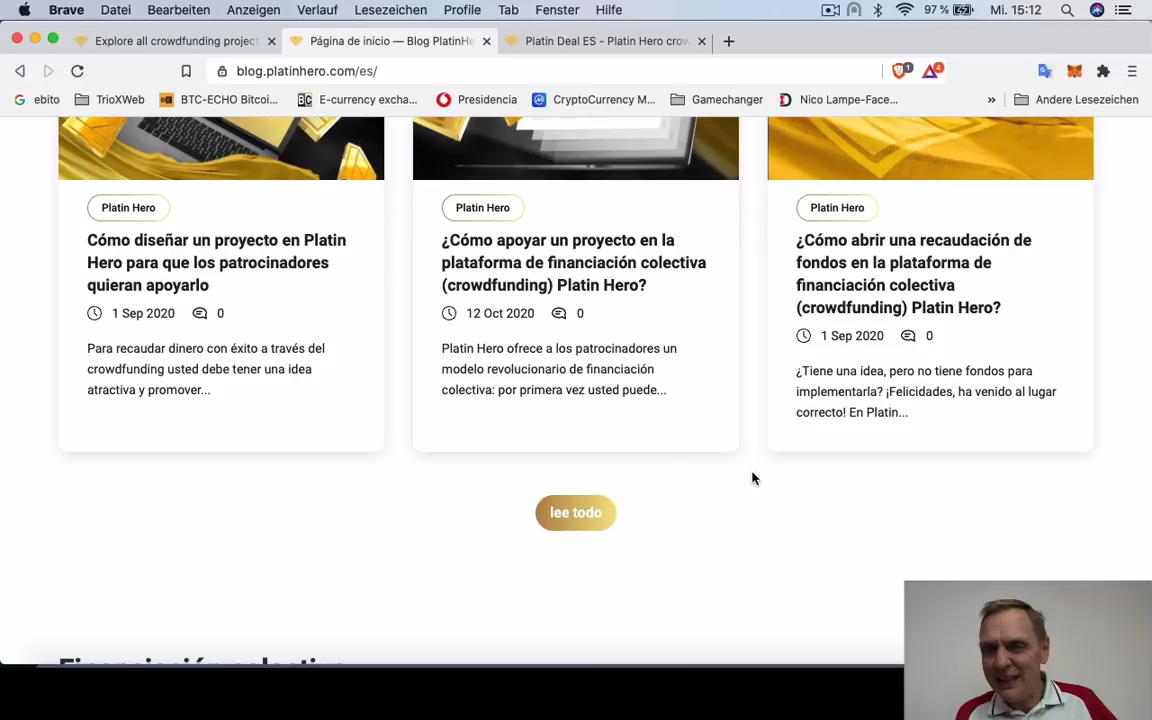 Brave Datei Bearbeiten Anzeigen Verlauf Lesezeichen Profile Tab Fenster Hilfe 97 % Mi. 15:12
Explore all crowdfunding project
Página de inicio — Blog PlatinHe
Platin Deal ES - Platin Hero crow
blog.platinhero.com/es/
1
4
ebito TrioXWeb BTC-ECHO Bitcoi... E-currency excha... Presidencia CryptoCurrency M... Gamechanger Nico Lampe-Face... » Andere Lesezeichen
Platin Hero
Cómo diseñar un proyecto en Platin
Hero para que los patrocinadores
quieran apoyarlo
1 Sep 2020 0
Para recaudar dinero con éxito a través del
crowdfunding usted debe tener una idea
atractiva y promover...
Platin Hero
¿Cómo apoyar un proyecto en la
plataforma de financiación colectiva
(crowdfunding) Platin Hero?
12 Oct 2020 0
Platin Hero ofrece a los patrocinadores un
modelo revolucionario de financiación
colectiva: por primera vez usted puede...
Platin Hero
¿Cómo abrir una recaudación de
fondos en la plataforma de
financiación colectiva
(crowdfunding) Platin Hero?
1 Sep 2020 0
¿Tiene una idea, pero no tiene fondos para
implementarla? ¡Felicidades, ha venido al lugar
correcto! En Platin...
lee todo
Financiación colectiva